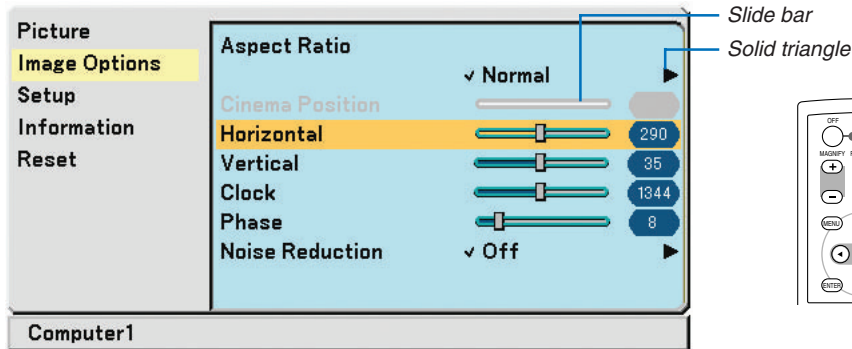 Picture
Image Options
Setup
Information
Reset
Aspect Ratio
✓ Normal ▶
Cinema Position
Horizontal 290
Vertical 35
Clock 1344
Phase 8
Noise Reduction ✓ Off ▶
Computer1
Slide bar
Solid triangle
OFF
MAGNIFY
+
−
MENU
ENTER